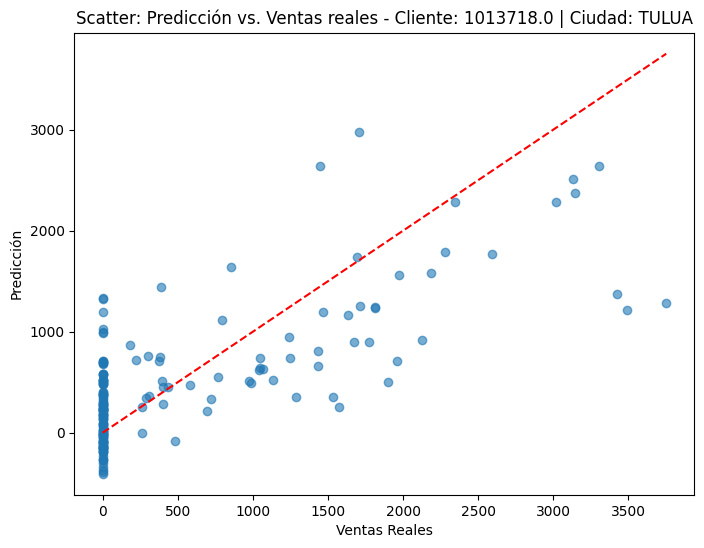 Scatter: Predicción vs. Ventas reales - Cliente: 1013718.0 | Ciudad: TULUA
Predicción
3000
2000
1000
0
0 500 1000 1500 2000 2500 3000 3500
Ventas Reales